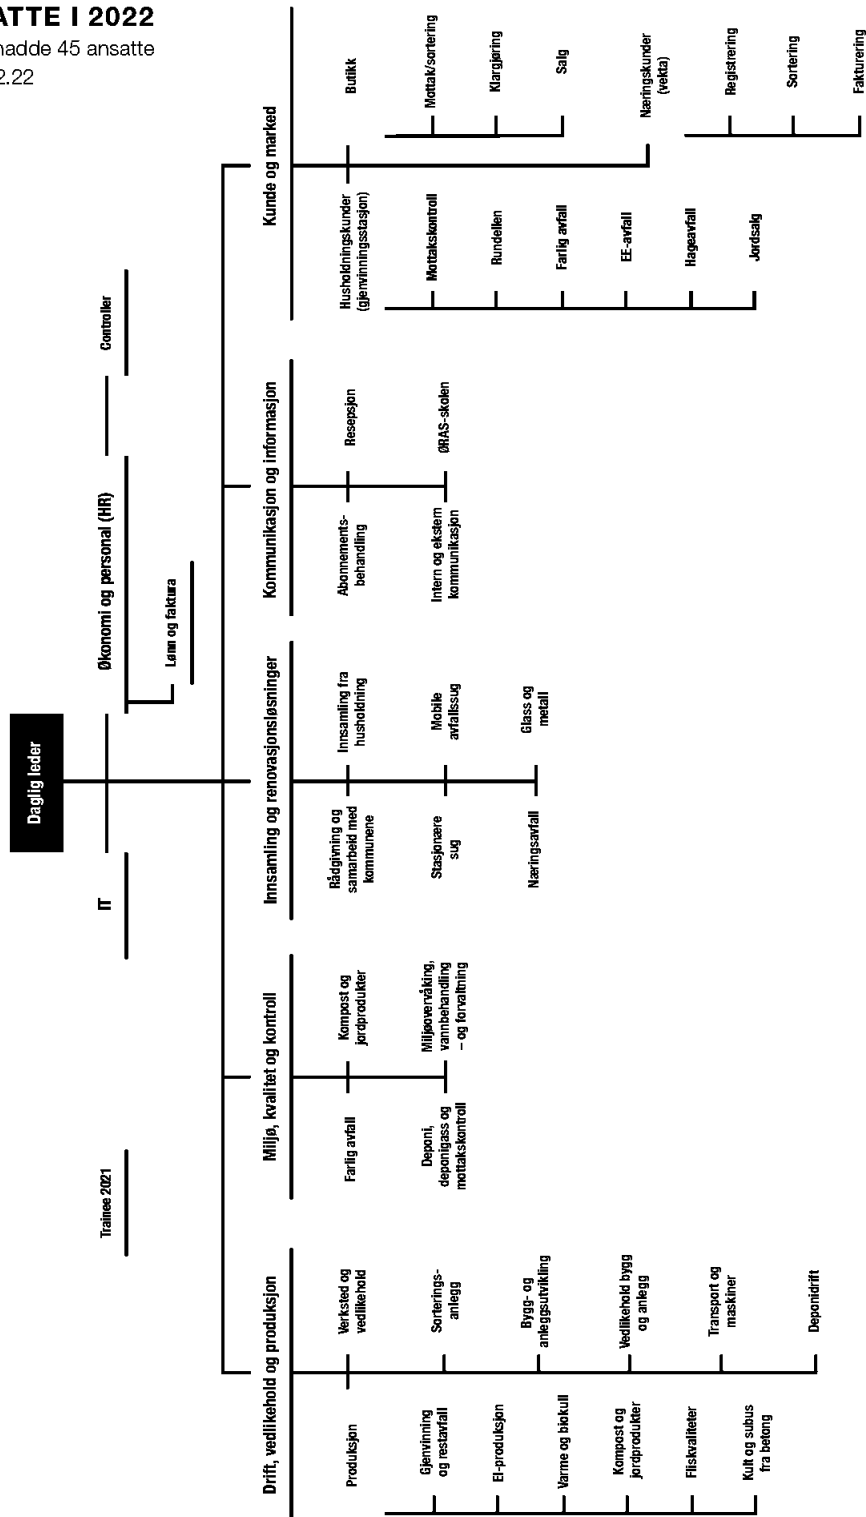 ATTE I 2022
hadde 45 ansatte
2.22
Daglig leder
Trainee 2021
IT
Økonomi og personal (HR)
Lønn og faktura
Controller
Drift, vedlikehold og produksjon
Produksjon
Gjenvinning
og restavfall
El-produksjon
Varme og biokull
Kompost og
jordprodukter
Fliskvaliteter
Kult og subus
fra betong
Verksted og
vedlikehold
Sorterings-
anlegg
Bygg- og
anleggsutvikling
Vedlikehold bygg
og anlegg
Transport og
maskiner
Deponidrift
Miljø, kvalitet og kontroll
Farlig avfall
Kompost og
jordprodukter
Deponi,
deponigass og
mottakskontroll
Miljøovervåking,
vannbehandling
– og forvaltning
Innsamling og renovasjonsløsninger
Rådgivning og
samarbeid med
kommunene
Innsamling fra
husholdning
Stasjonære
sug
Mobile
avfallssug
Næringsavfall
Glass og
metall
Kommunikasjon og informasjon
Abonnements-
behandling
Resepsjon
Intern og ekstern
kommunikasjon
ØRAS-skolen
Kunde og marked
Husholdningskunder
(gjenvinningsstasjon)
Mottakskontroll
Rundellen
Farlig avfall
EE-avfall
Hageavfall
Jordsalg
Butikk
Mottak/sortering
Klargjøring
Salg
Næringskunder
(vekta)
Registrering
Sortering
Fakturering